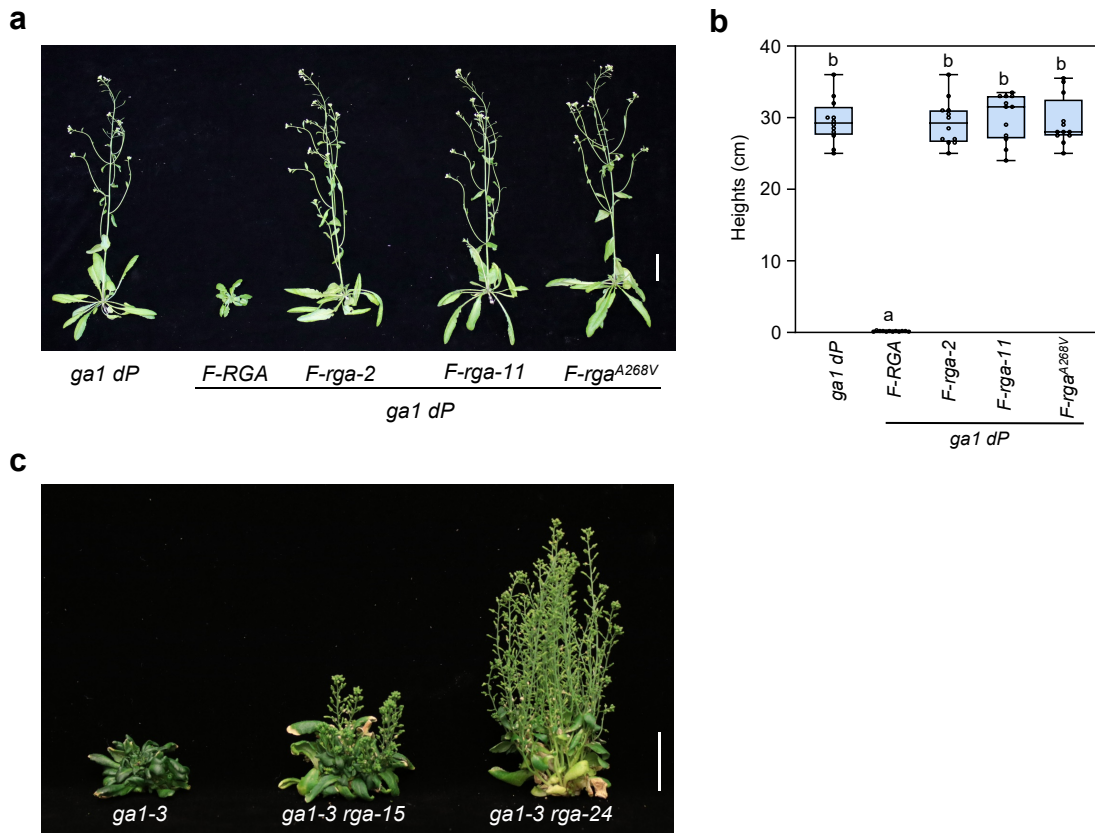 a
ga1 dP
F-RGA
F-rga-2
F-rga-11
F-rgaA268V
ga1 dP
b
Heights (cm)
40
30
20
10
0
b
a
b
b
b
ga1 dP
F-RGA
F-rga-2
F-rga-11
F-rgaA268V
ga1 dP
c
ga1-3
ga1-3 rga-15
ga1-3 rga-24